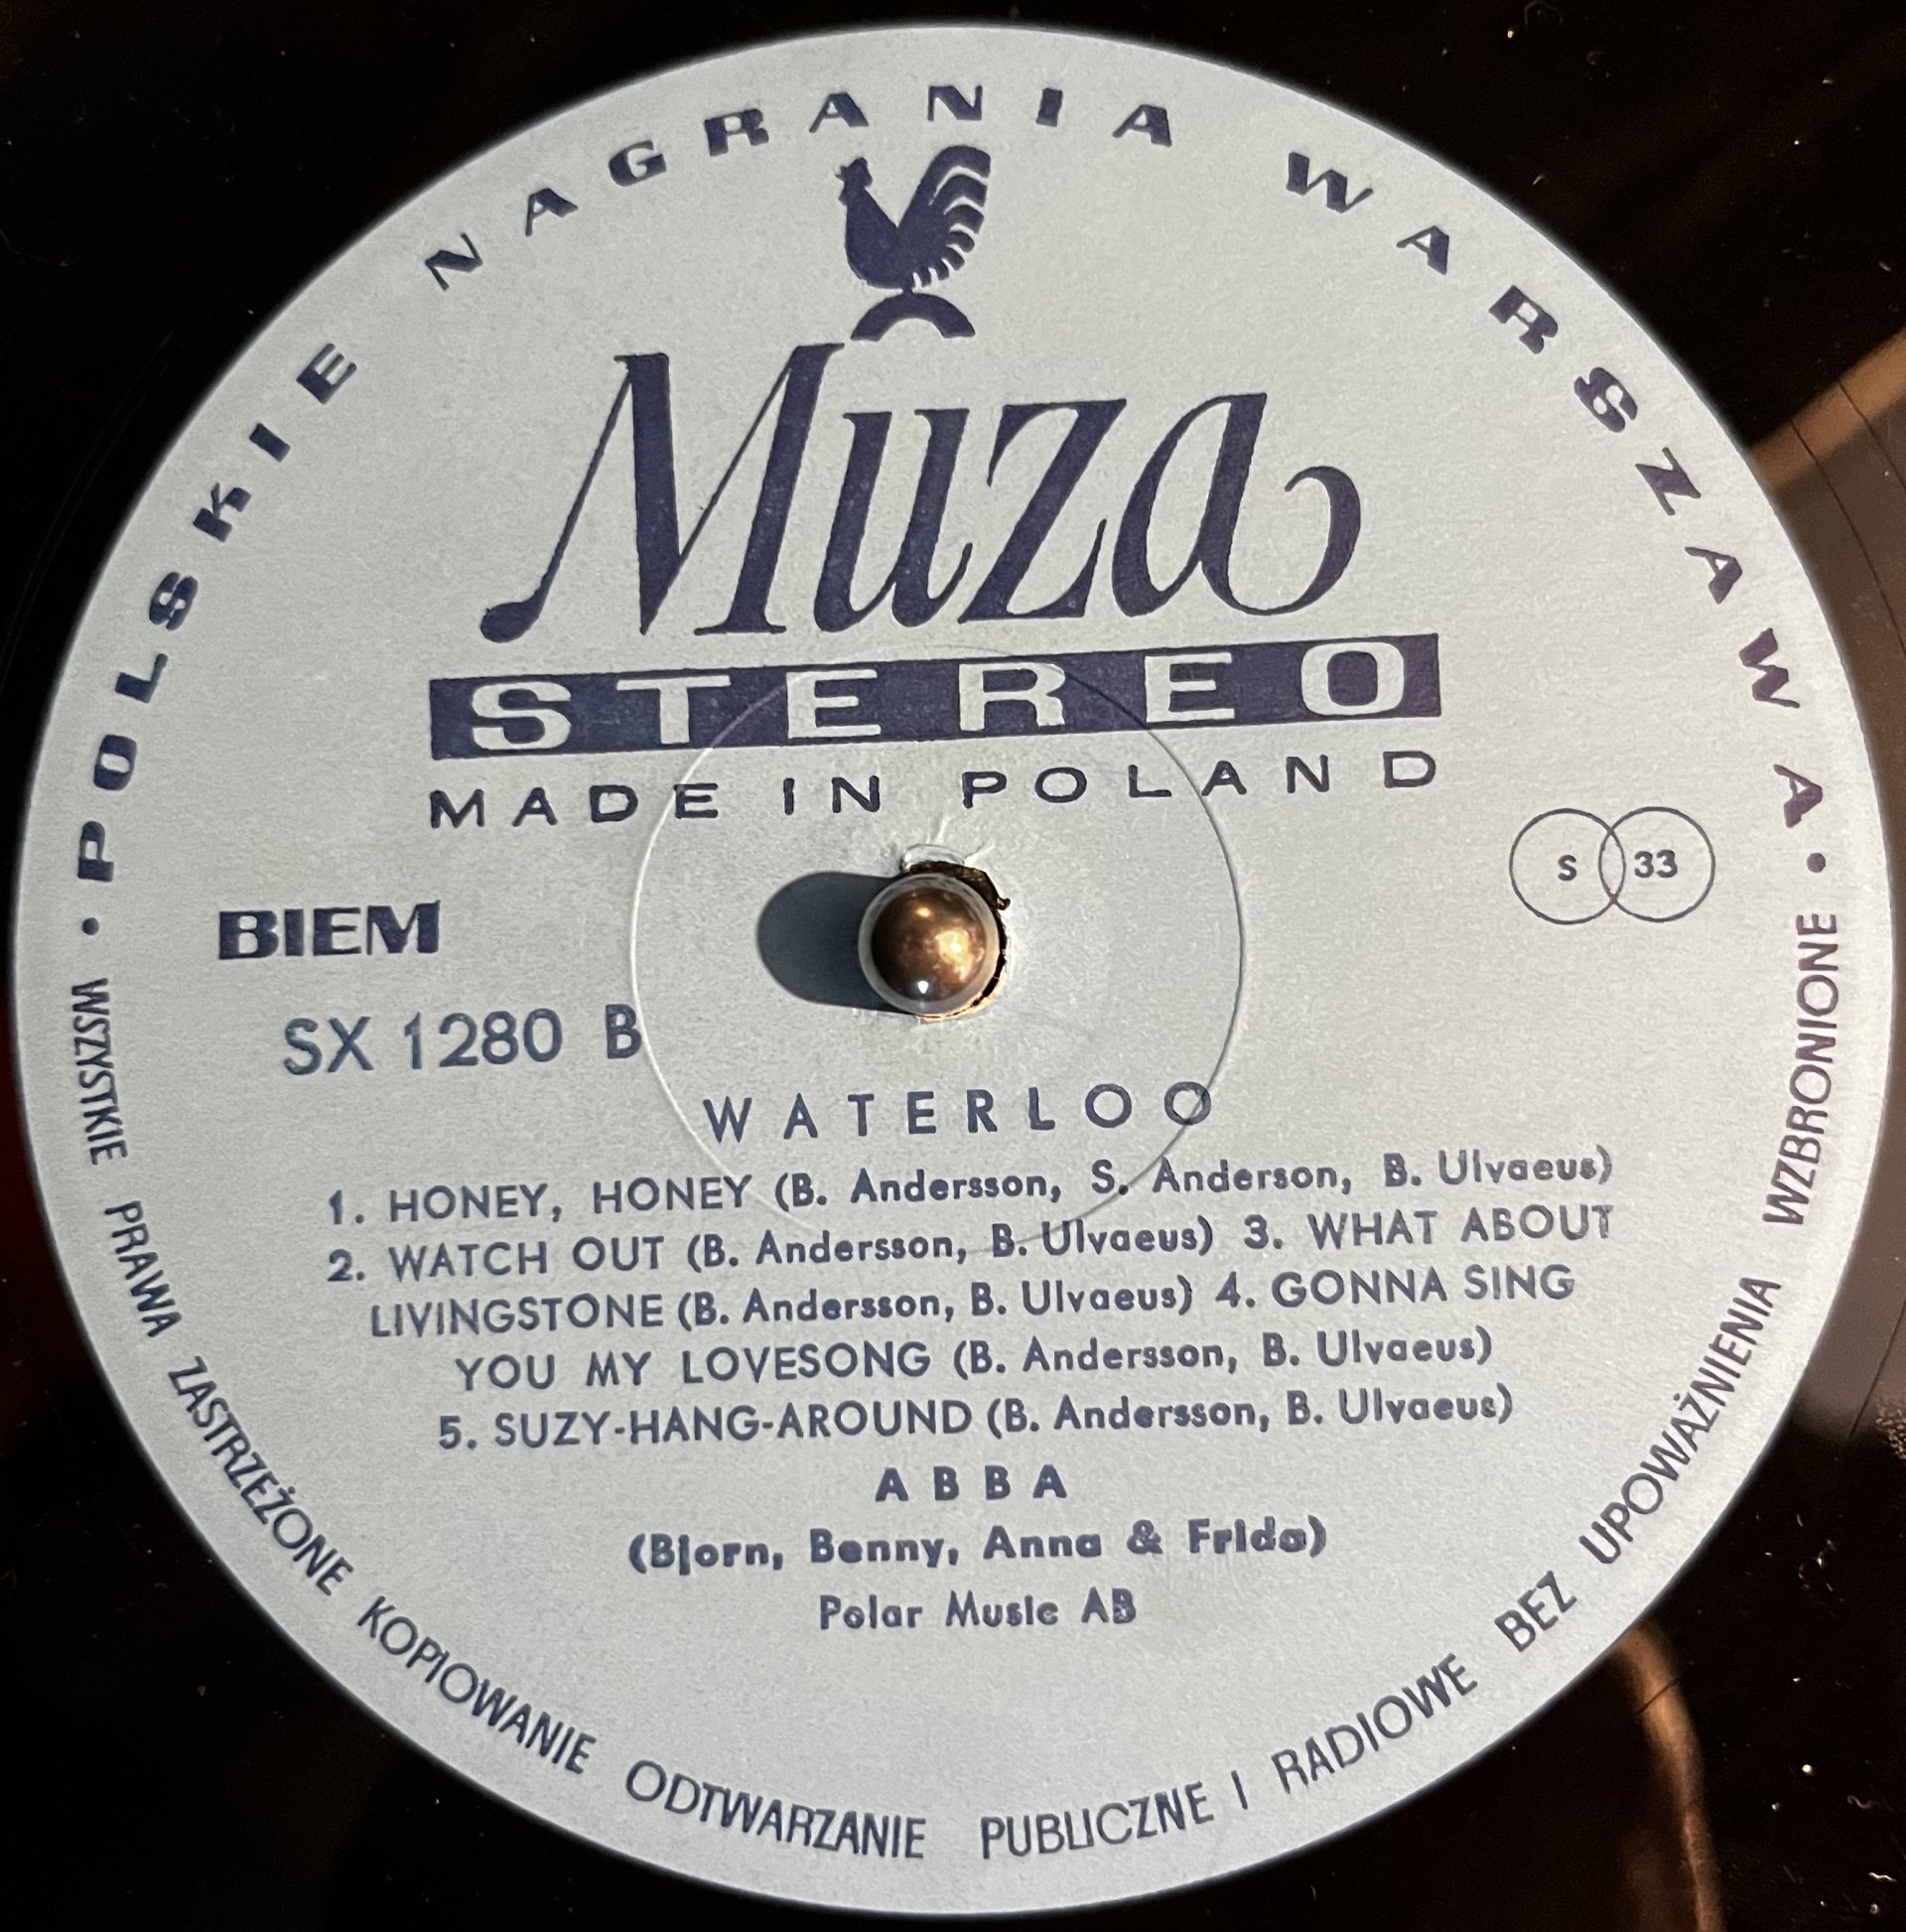 POLSKIE NAGRANIA WARSZAWA
Muza
STEREO
MADE IN POLAND
S 33
BIEM
SX 1280 B
WATERLOO
1. HONEY, HONEY (B. Andersson, S. Anderson, B. Ulvaeus)
2. WATCH OUT (B. Andersson, B. Ulvaeus) 3. WHAT ABOUT
LIVINGSTONE (B. Andersson, B. Ulvaeus) 4. GONNA SING
YOU MY LOVESONG (B. Andersson, B. Ulvaeus)
5. SUZY-HANG-AROUND (B. Andersson, B. Ulvaeus)
ABBA
(Bjorn, Benny, Anna & Frida)
Polar Music AB
• WSZYSTKIE PRAWA ZASTRZEŻONE KOPIOWANIE ODTWARZANIE PUBLICZNE I RADIOWE BEZ UPOWAŻNIENIA WZBRONIONE •